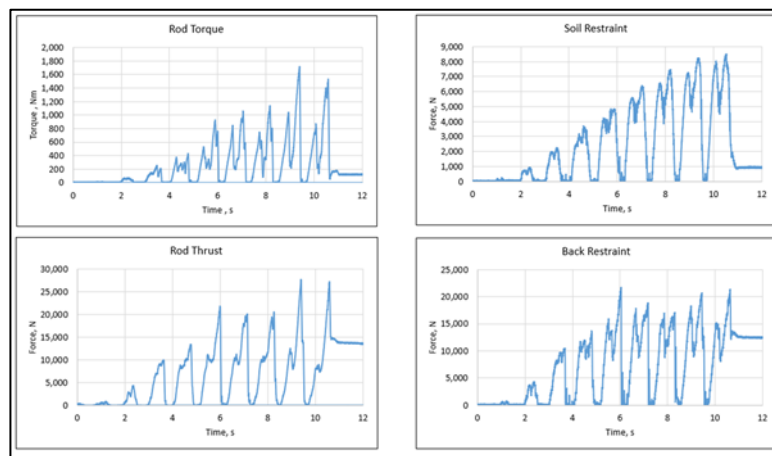 Rod Torque
2,000
1,800
1,600
1,400
1,200
1,000
800
600
400
200
0
Torque , Nm
0 2 4 6 8 10 12
Time , s
Soil Restraint
9,000
8,000
7,000
6,000
5,000
4,000
3,000
2,000
1,000
0
Force, N
0 2 4 6 8 10 12
Time, s
Rod Thrust
30,000
25,000
20,000
15,000
10,000
5,000
0
Force, N
0 2 4 6 8 10 12
Time, s
Back Restraint
25,000
20,000
15,000
10,000
5,000
0
Force, N
0 2 4 6 8 10 12
Time, s